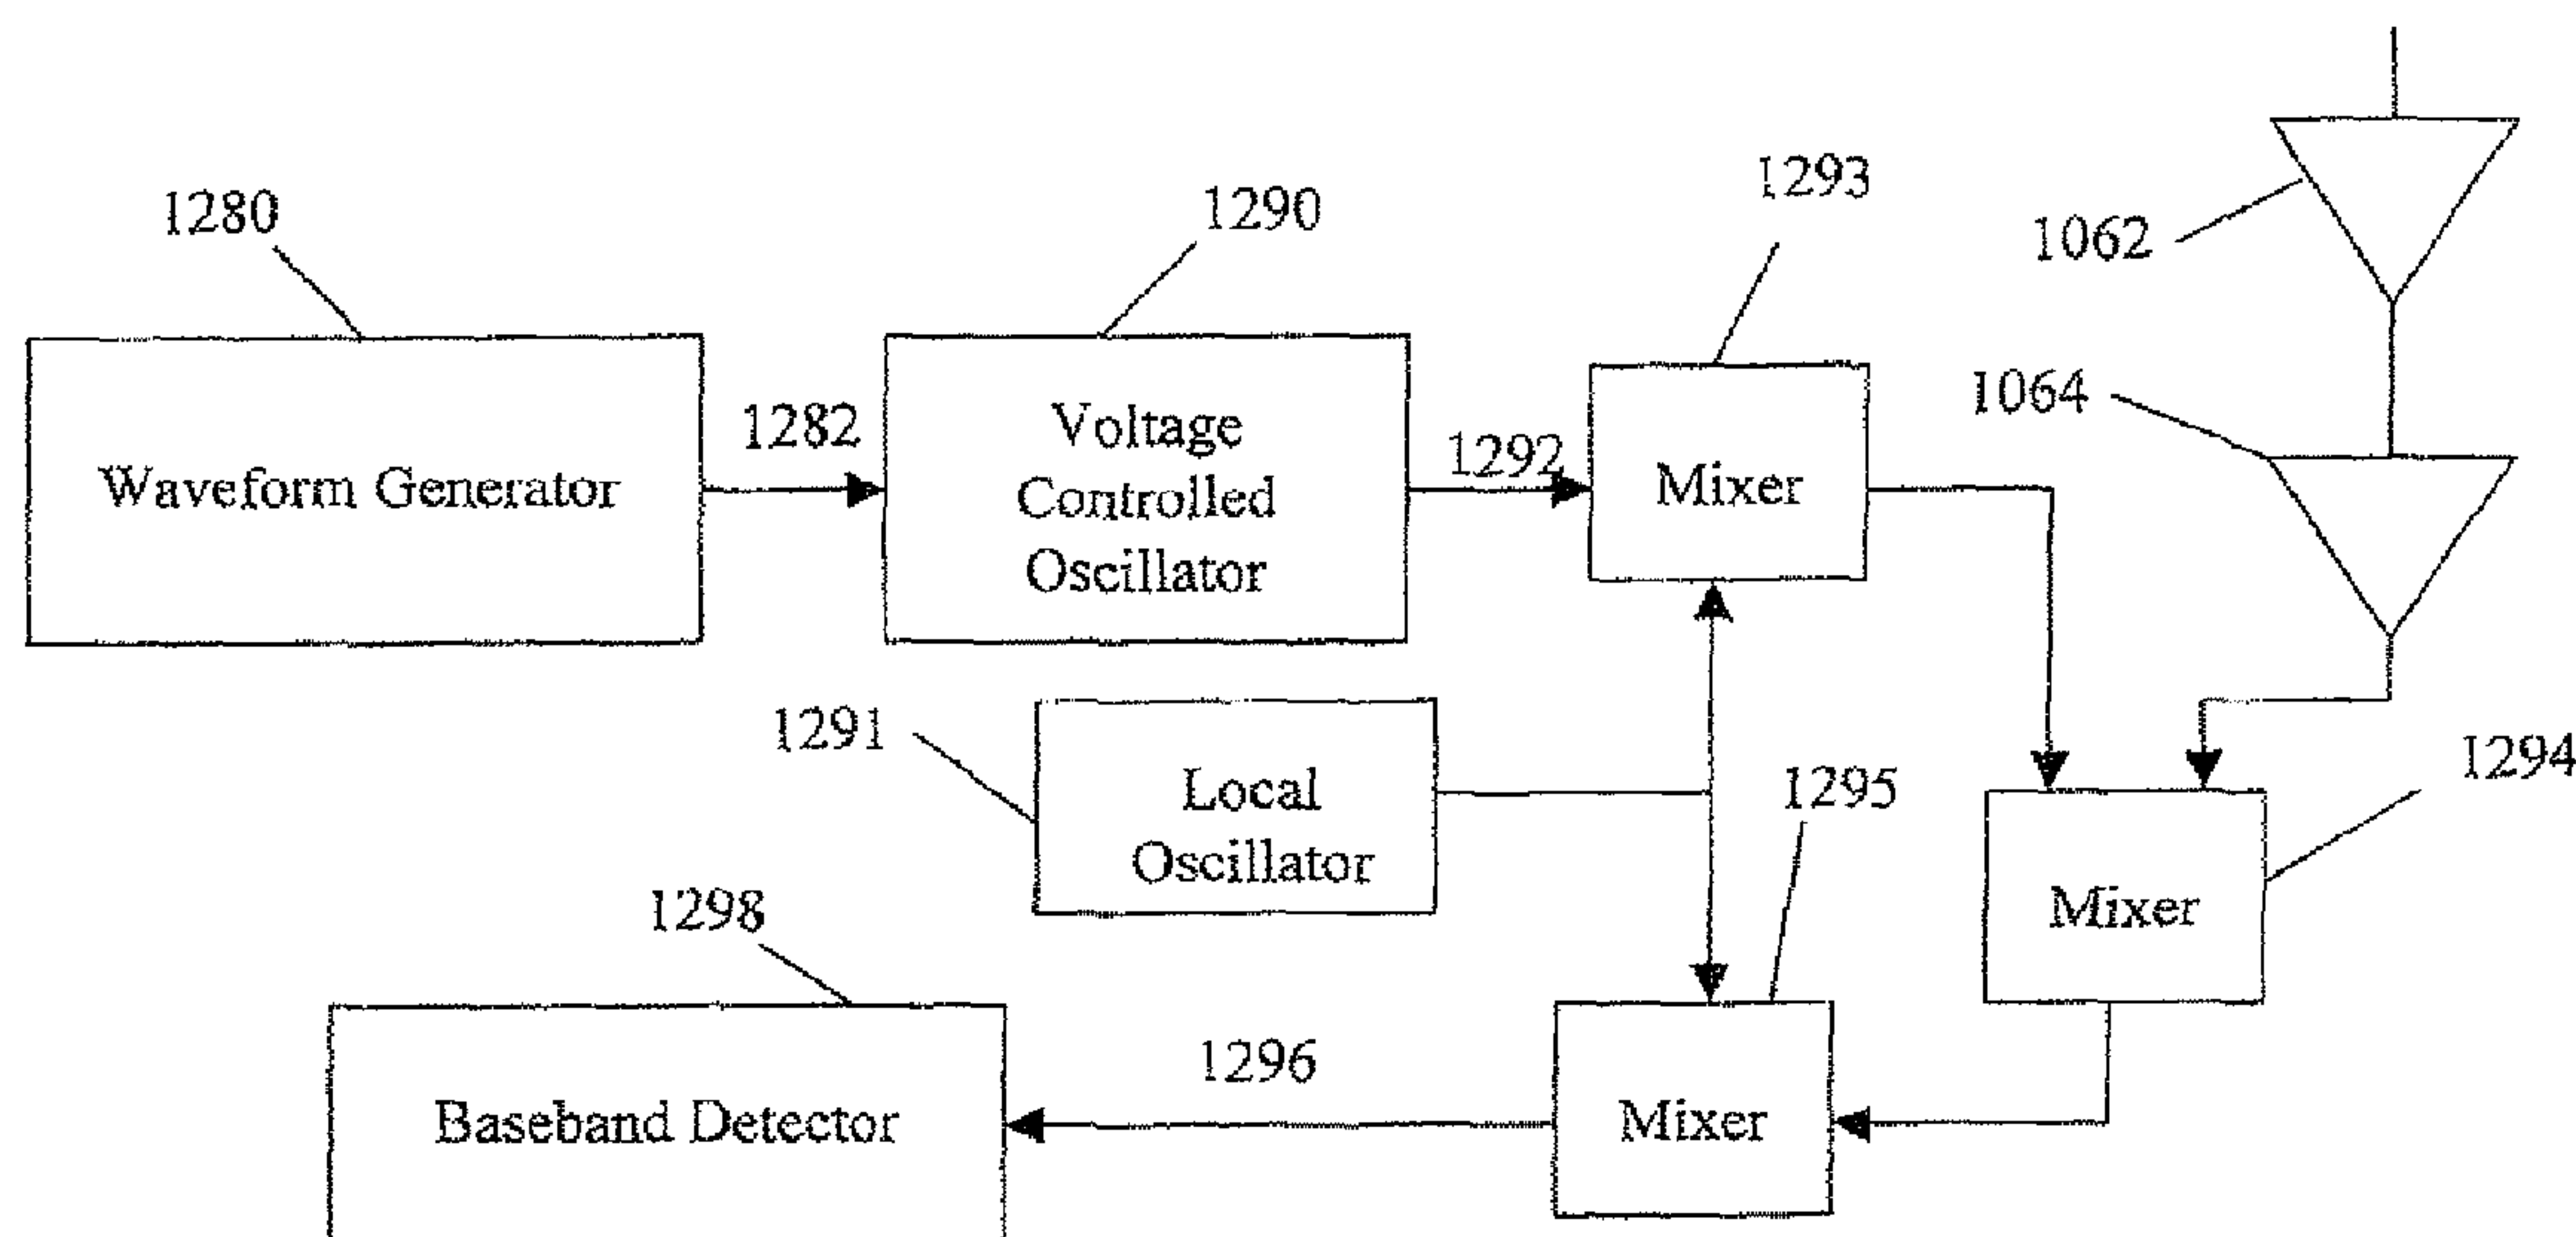 1293
1280
1290
1062
1282
Voltage
Controlled
Oscillator
1292
Mixer
1064
Waveform Generator
1291
Local
Oscillator
1295
1294
1298
Mixer
1296
Baseband Detector
Mixer